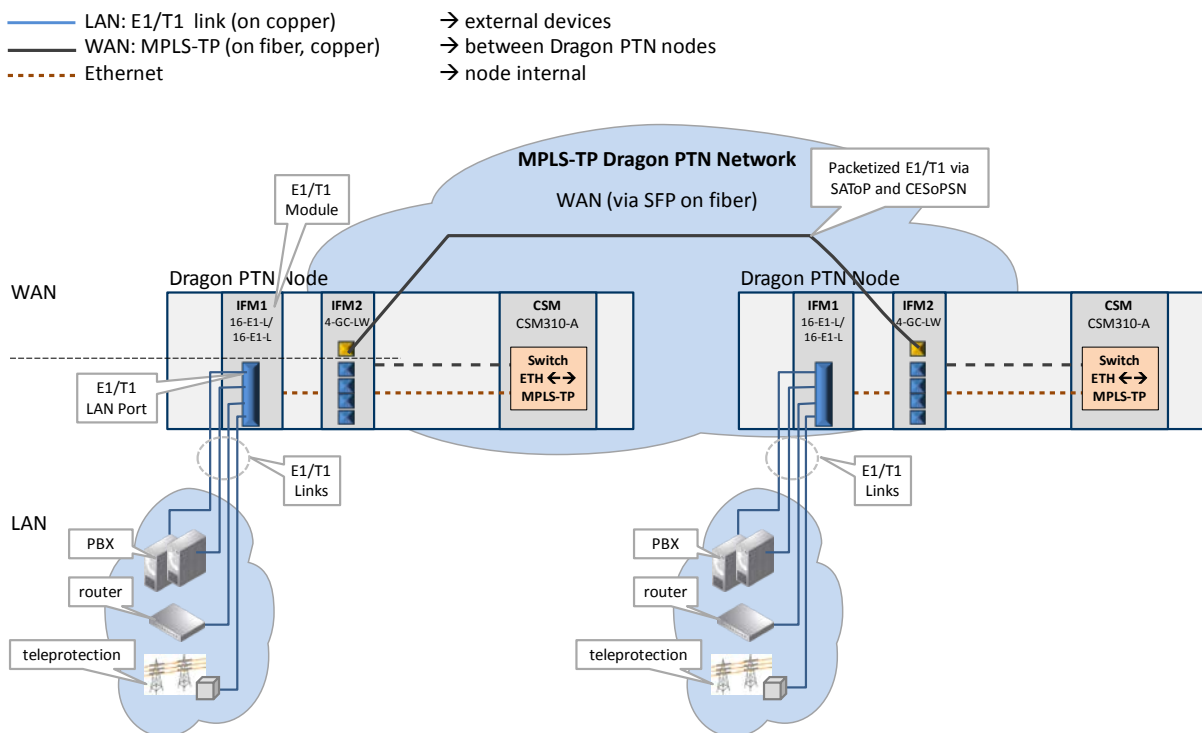 LAN: E1/T1 link (on copper) → external devices
WAN: MPLS-TP (on fiber, copper) → between Dragon PTN nodes
Ethernet → node internal
MPLS-TP Dragon PTN Network
WAN (via SFP on fiber)
Packetized E1/T1 via
SAToP and CESoPSN
E1/T1
Module
WAN
Dragon PTN Node
IFM1
16-E1-L/
16-E1-L
IFM2
4-GC-LW
CSM
CSM310-A
Switch
ETH ←→
MPLS-TP
E1/T1
LAN Port
Dragon PTN Node
IFM1
16-E1-L/
16-E1-L
IFM2
4-GC-LW
CSM
CSM310-A
Switch
ETH ←→
MPLS-TP
E1/T1
Links
E1/T1
Links
LAN
PBX
router
teleprotection
PBX
router
teleprotection